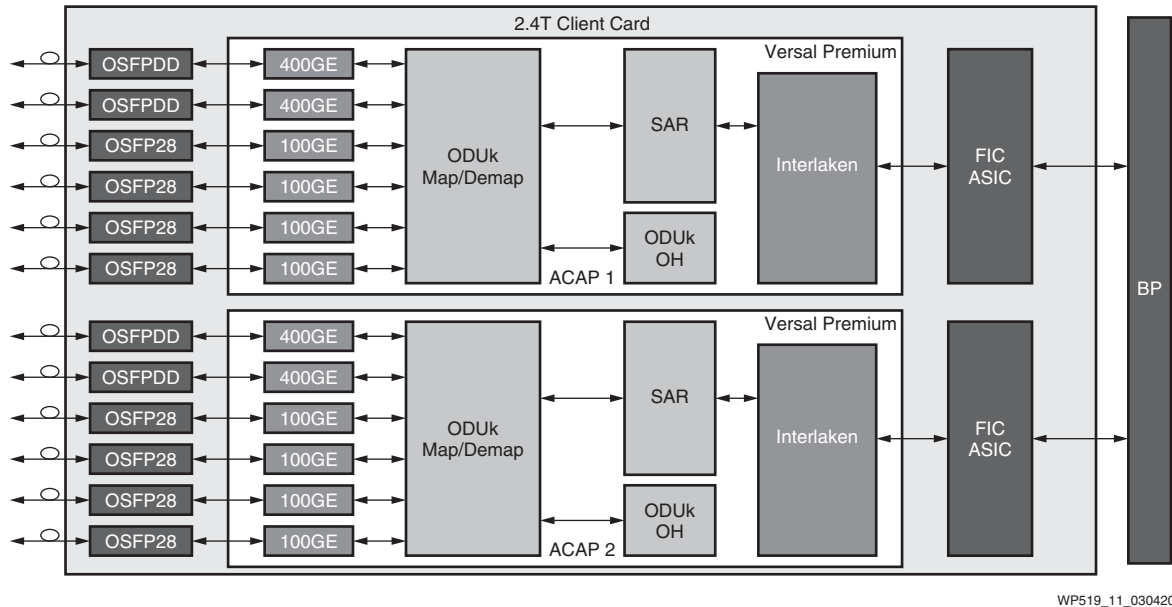 2.4T Client Card
Versal Premium
OSFPDD
400GE
OSFPDD
400GE
OSFP28
100GE
OSFP28
100GE
OSFP28
100GE
OSFP28
100GE
ODUk
Map/Demap
SAR
ODUk
OH
Interlaken
ACAP 1
FIC
ASIC
BP
Versal Premium
OSFPDD
400GE
OSFPDD
400GE
OSFP28
100GE
OSFP28
100GE
OSFP28
100GE
OSFP28
100GE
ODUk
Map/Demap
SAR
ODUk
OH
Interlaken
ACAP 2
FIC
ASIC
WP519_11_030420